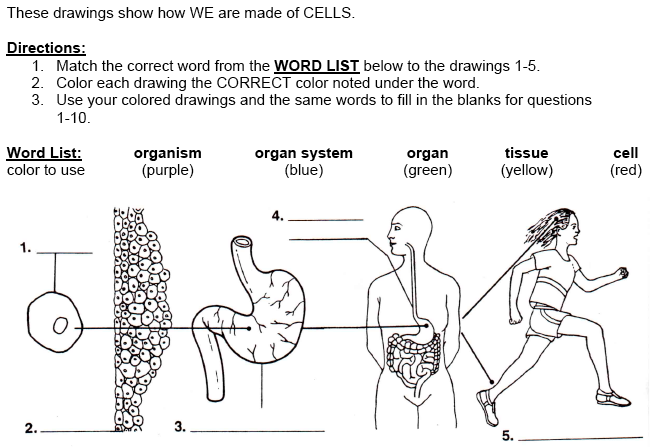 These drawings show how WE are made of CELLS.
Directions:
1. Match the correct word from the WORD LIST below to the drawings 1-5.
2. Color each drawing the CORRECT color noted under the word.
3. Use your colored drawings and the same words to fill in the blanks for questions
1-10.
Word List: organism organ system organ tissue cell
color to use (purple) (blue) (green) (yellow) (red)
4.
1.
2.
3.
5.